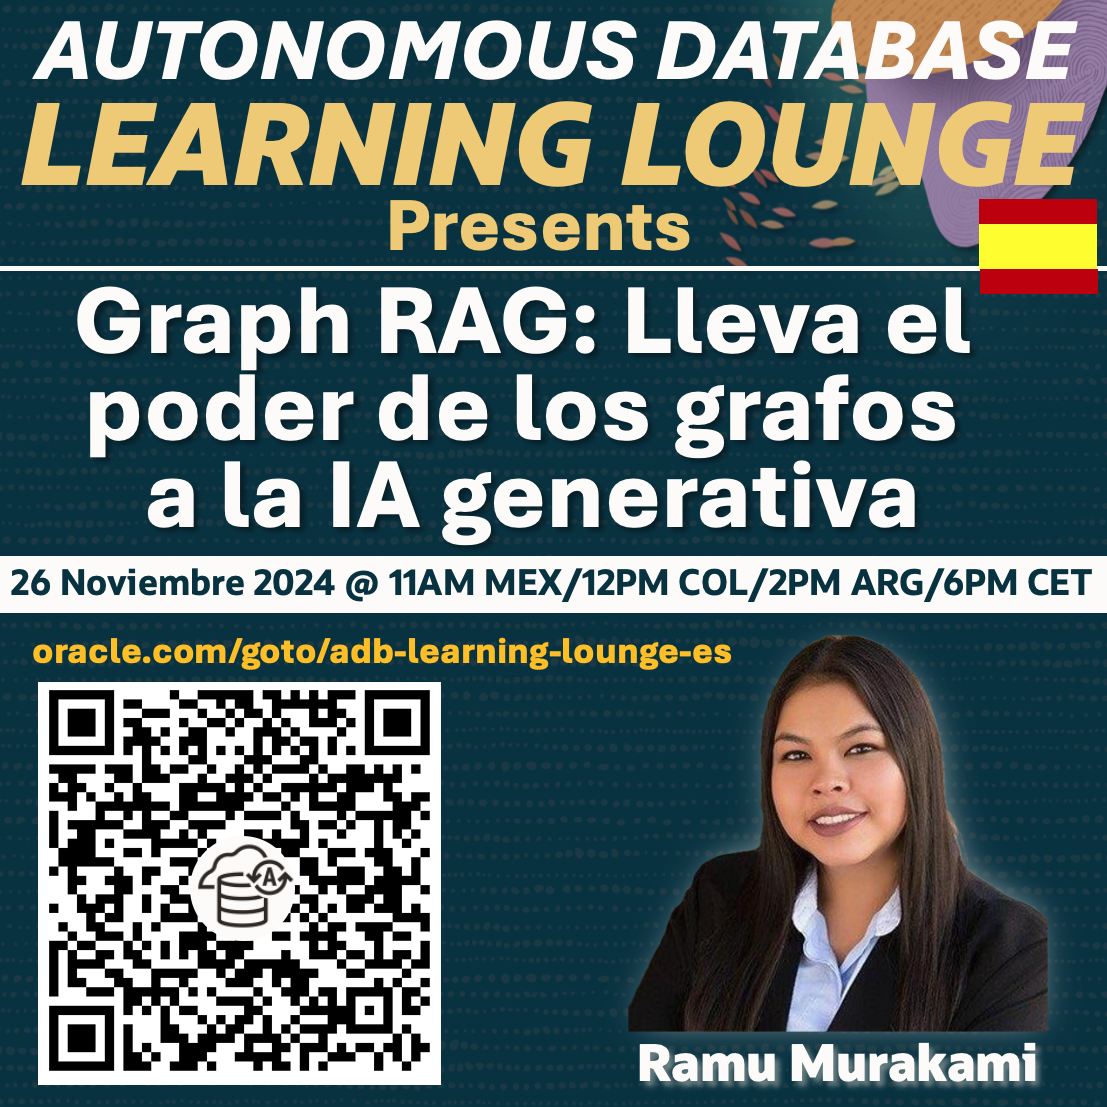 AUTONOMOUS DATABASE
LEARNING LOUNGE
Presents
Graph RAG: Lleva el
poder de los grafos
a la IA generativa
26 Noviembre 2024 @ 11AM MEX/12PM COL/2PM ARG/6PM CET
oracle.com/goto/adb-learning-lounge-es
A
Ramu Murakami